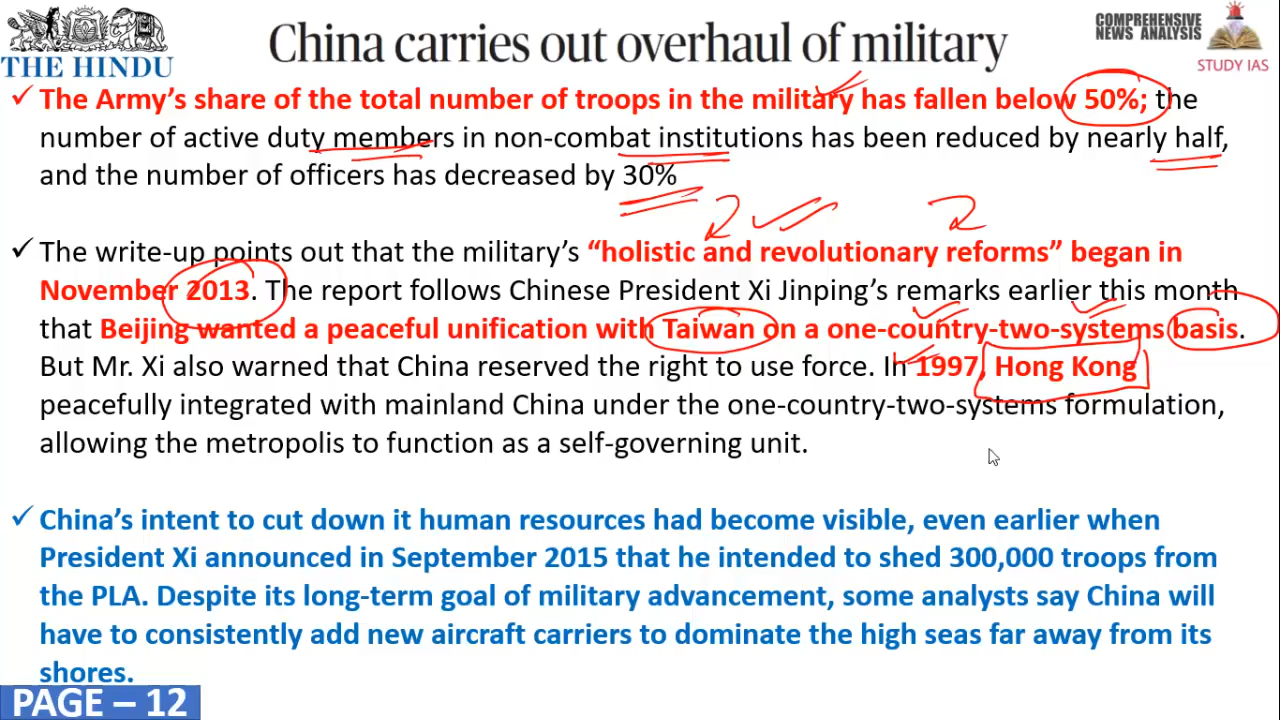 THE HINDU
China carries out overhaul of military
COMPREHENSIVE
NEWS ANALYSIS
STUDY IAS
✓ The Army's share of the total number of troops in the military has fallen below 50%; the
number of active duty members in non-combat institutions has been reduced by nearly half,
and the number of officers has decreased by 30%
✓ The write-up points out that the military's “holistic and revolutionary reforms” began in
November 2013. The report follows Chinese President Xi Jinping's remarks earlier this month
that Beijing wanted a peaceful unification with Taiwan on a one-country-two-systems basis.
But Mr. Xi also warned that China reserved the right to use force. In 1997, Hong Kong
peacefully integrated with mainland China under the one-country-two-systems formulation,
allowing the metropolis to function as a self-governing unit.
✓ China's intent to cut down it human resources had become visible, even earlier when
President Xi announced in September 2015 that he intended to shed 300,000 troops from
the PLA. Despite its long-term goal of military advancement, some analysts say China will
have to consistently add new aircraft carriers to dominate the high seas far away from its
shores.
PAGE – 12